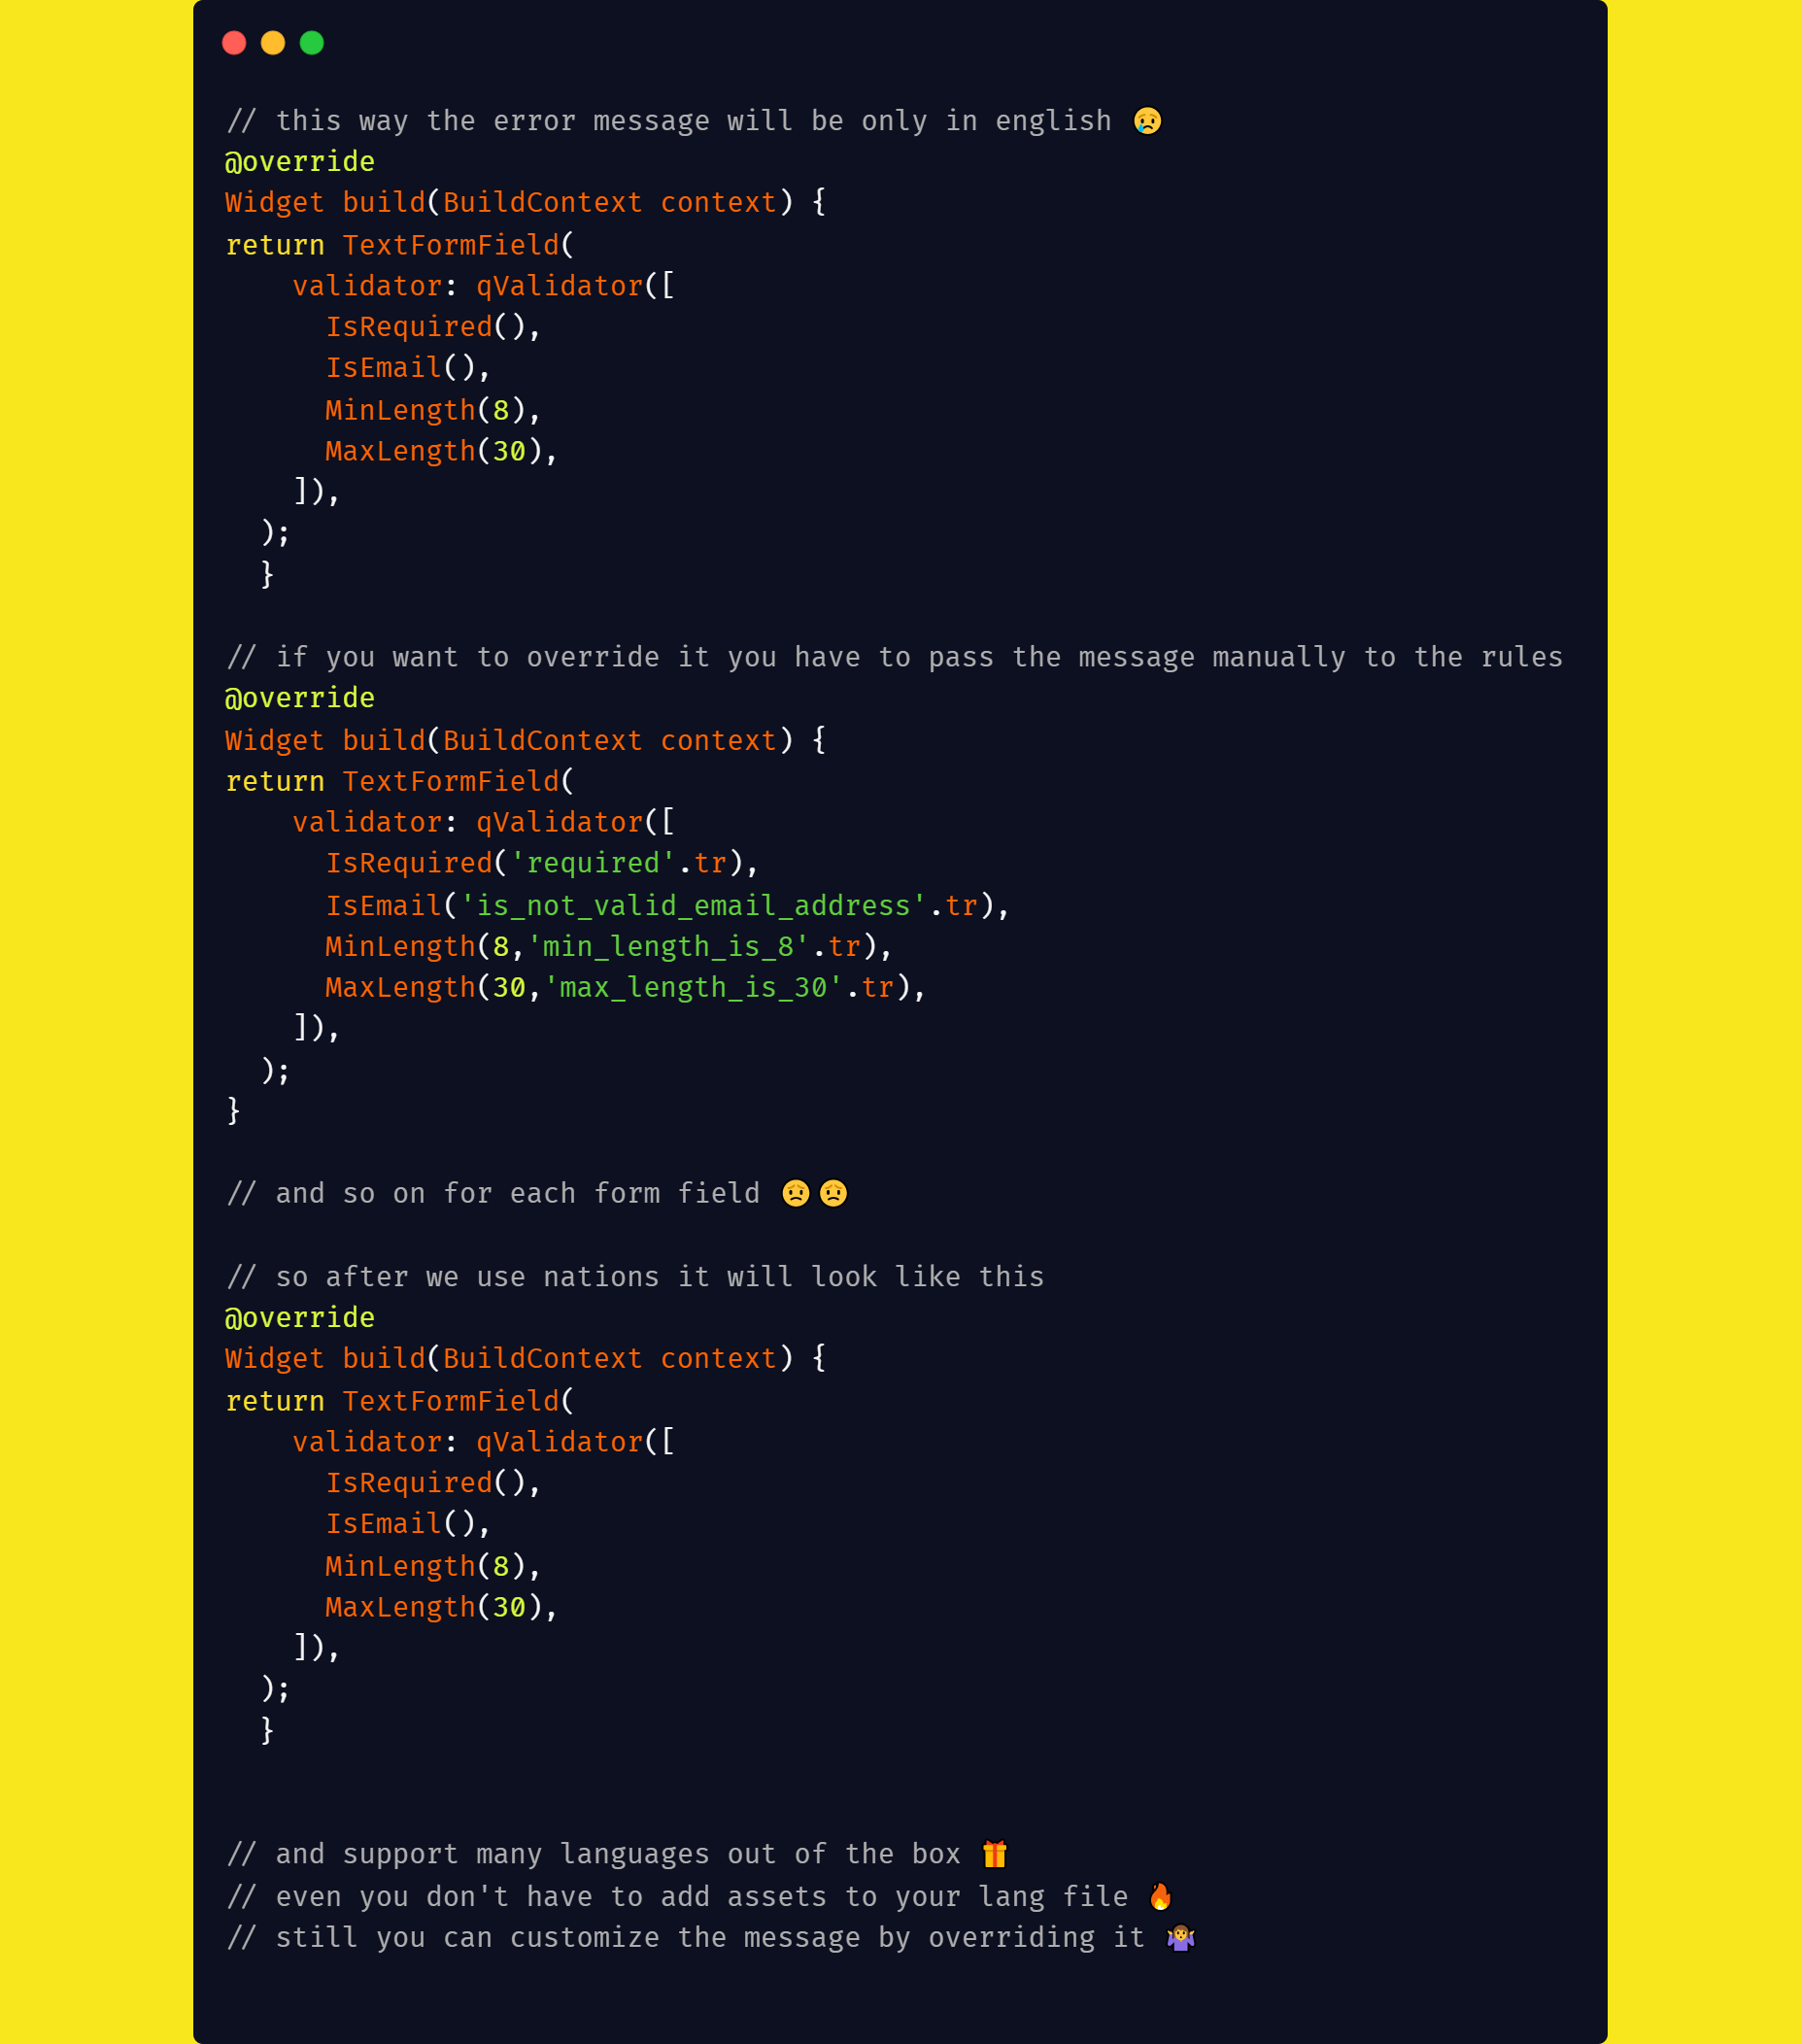 // this way the error message will be only in english 😢
@override
Widget build(BuildContext context) {
return TextFormField(
    validator: qValidator([
      IsRequired(),
      IsEmail(),
      MinLength(8),
      MaxLength(30),
    ]),
  );
  }

// if you want to override it you have to pass the message manually to the rules
@override
Widget build(BuildContext context) {
return TextFormField(
    validator: qValidator([
      IsRequired('required'.tr),
      IsEmail('is_not_valid_email_address'.tr),
      MinLength(8,'min_length_is_8'.tr),
      MaxLength(30,'max_length_is_30'.tr),
    ]),
  );
}

// and so on for each form field 😟😟

// so after we use nations it will look like this
@override
Widget build(BuildContext context) {
return TextFormField(
    validator: qValidator([
      IsRequired(),
      IsEmail(),
      MinLength(8),
      MaxLength(30),
    ]),
  );
  }

// and support many languages out of the box 🎁
// even you don't have to add assets to your lang file 🔥
// still you can customize the message by overriding it 🤷‍♀️